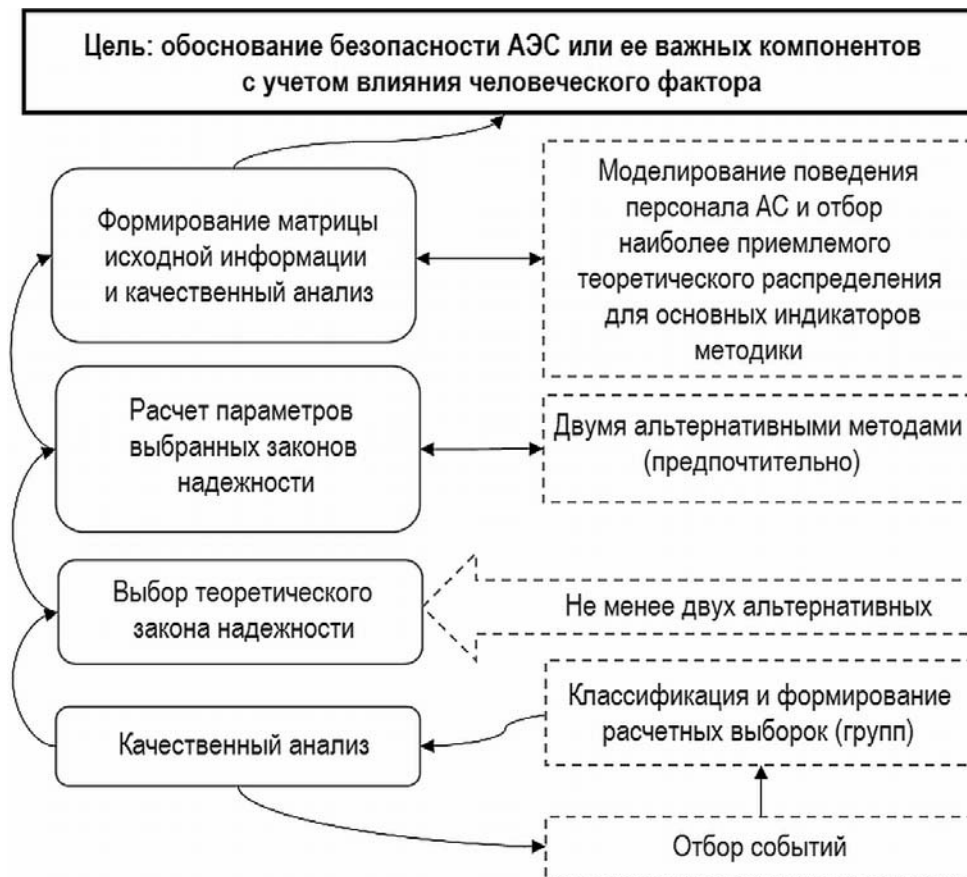 Цель: обоснование безопасности АЭС или ее важных компонентов
с учетом влияния человеческого фактора
Формирование матрицы
исходной информации
и качественный анализ
Моделирование поведения
персонала АС и отбор
наиболее приемлемого
теоретического распределения
для основных индикаторов
методики
Расчет параметров
выбранных законов
надежности
Двумя альтернативными методами
(предпочтительно)
Выбор теоретического
закона надежности
Не менее двух альтернативных
Классификация и формирование
расчетных выборок (групп)
Качественный анализ
Отбор событий